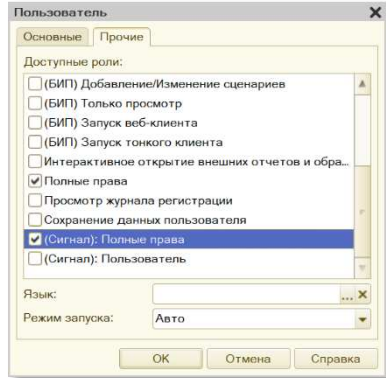 Пользователь
Основные Прочие
Доступные роли:
(БИП) Добавление/Изменение сценариев
(БИП) Только просмотр
(БИП) Запуск веб-клиента
(БИП) Запуск тонкого клиента
Интерактивное открытие внешних отчетов и обра...
Полные права
Просмотр журнала регистрации
Сохранение данных пользователя
(Сигнал): Полные права
(Сигнал): Пользователь
Язык:
Режим запуска: Авто
OK Отмена Справка